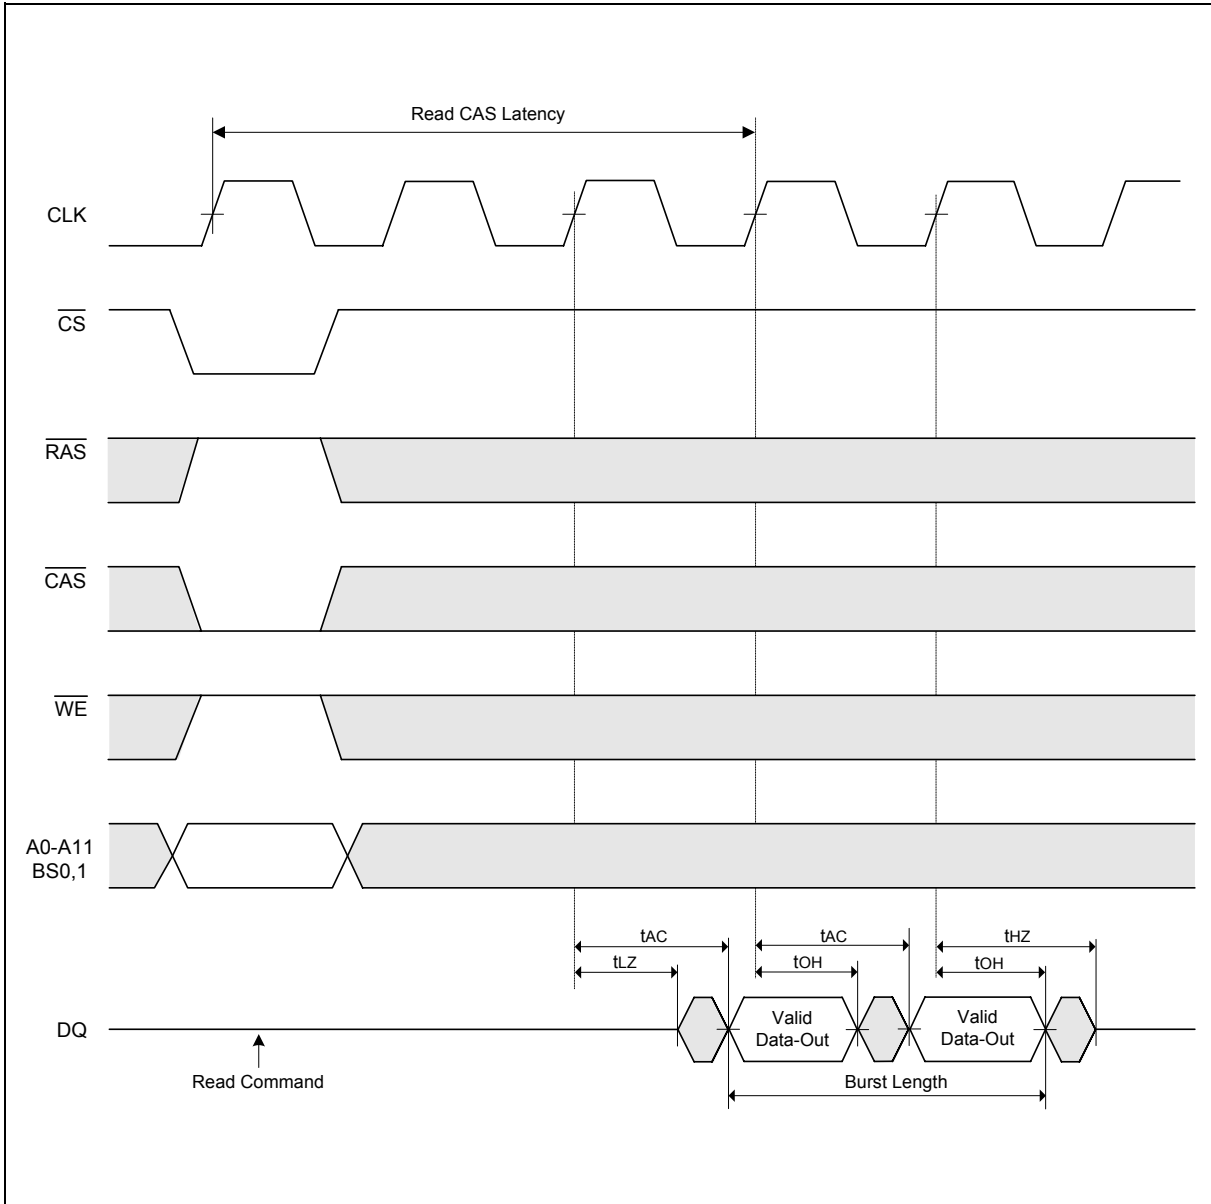 Read CAS Latency
CLK
CS
RAS
CAS
WE
A0-A11
BS0,1
tAC
tAC
tHZ
tLZ
tOH
tOH
DQ
Valid
Data-Out
Valid
Data-Out
Read Command
Burst Length